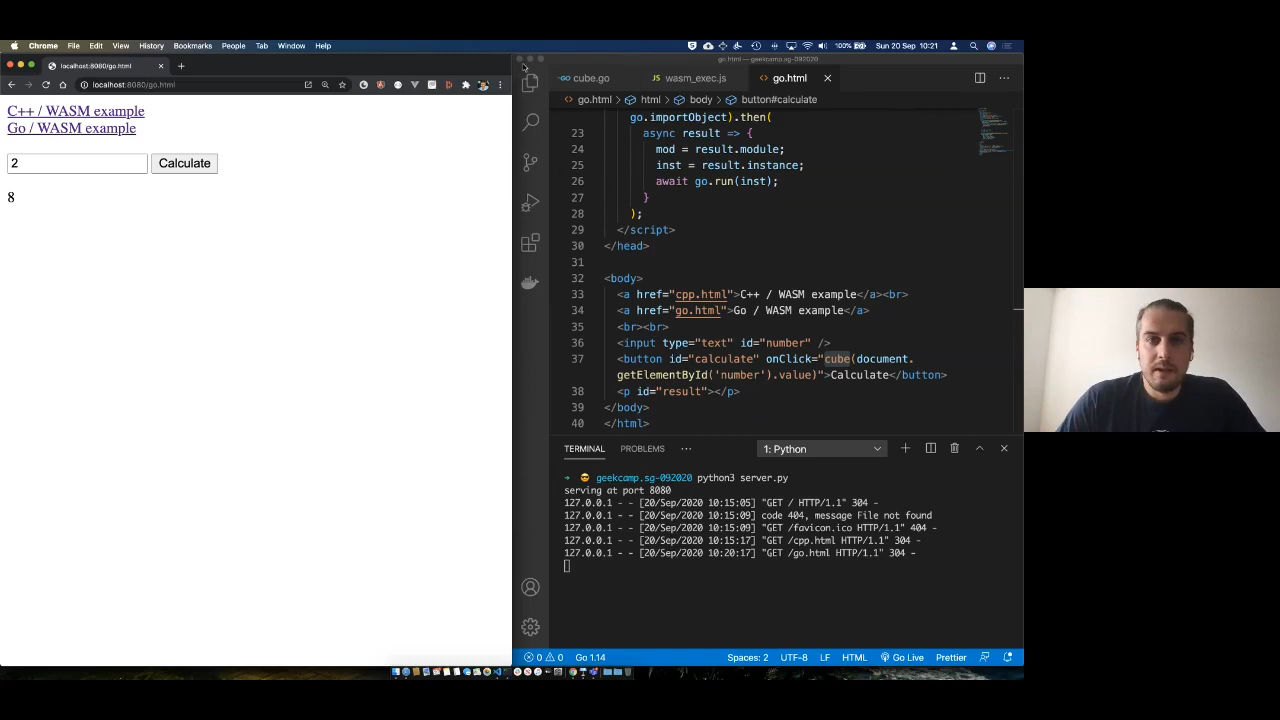 Chrome File Edit View History Bookmarks People Tab Window Help
100% Sun 20 Sep 10:21
localhost:8080/go.html
localhost:8080/go.html
C++ / WASM example
Go / WASM example
2 Calculate
8
go.html — geekcamp.sg-092020
cube.go JS wasm_exec.js go.html
go.html html body button#calculate
go.importObject).then(
23 async result => {
24 mod = result.module;
25 inst = result.instance;
26 await go.run(inst);
27 }
28 );
29 </script>
30 </head>
31
32 <body>
33 <a href="cpp.html">C++ / WASM example</a><br>
34 <a href="go.html">Go / WASM example</a>
35 <br><br>
36 <input type="text" id="number" />
37 <button id="calculate" onClick="cube(document.
getElementById('number').value)">Calculate</button>
38 <p id="result"></p>
39 </body>
40 </html>
TERMINAL PROBLEMS ··· 1: Python
geekcamp.sg-092020 python3 server.py
serving at port 8080
127.0.0.1 - - [20/Sep/2020 10:15:05] "GET / HTTP/1.1" 304 -
127.0.0.1 - - [20/Sep/2020 10:15:09] code 404, message File not found
127.0.0.1 - - [20/Sep/2020 10:15:09] "GET /favicon.ico HTTP/1.1" 404 -
127.0.0.1 - - [20/Sep/2020 10:15:17] "GET /cpp.html HTTP/1.1" 304 -
127.0.0.1 - - [20/Sep/2020 10:20:17] "GET /go.html HTTP/1.1" 304 -
0 0 Go 1.14 Spaces: 2 UTF-8 LF HTML Go Live Prettier